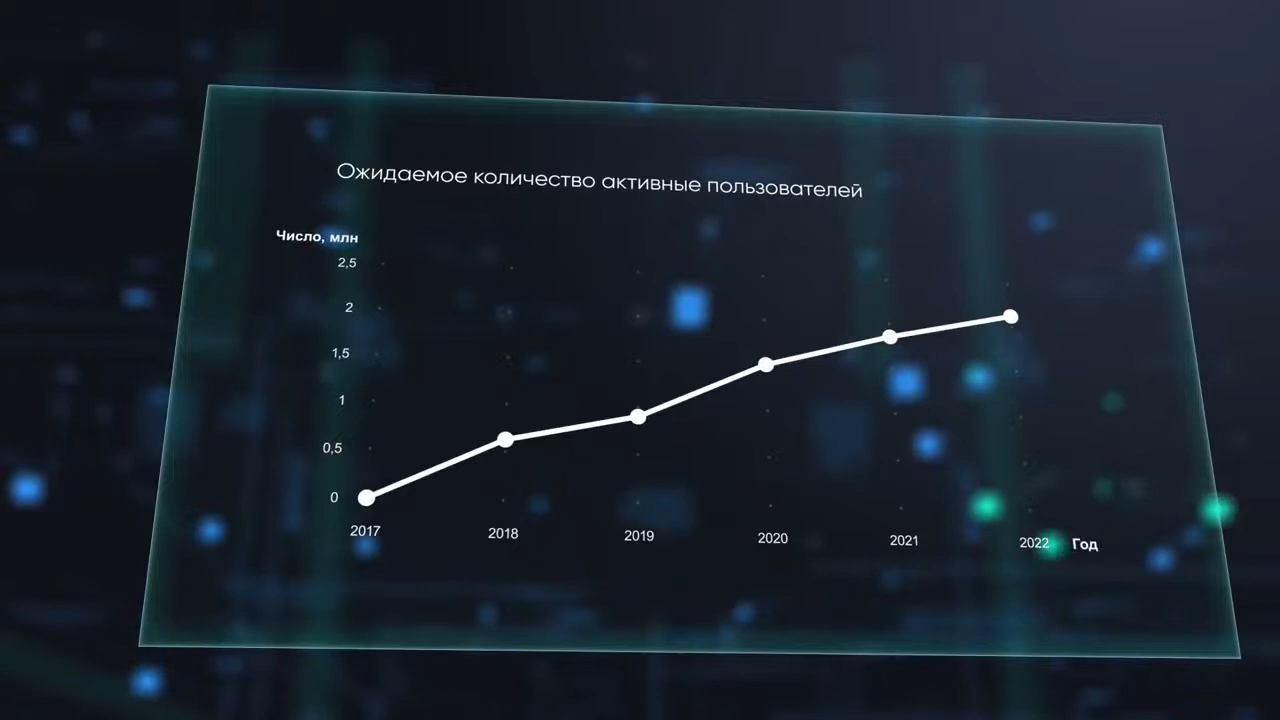 Ожидаемое количество активные пользователей
Число, млн
2,5
2
1,5
1
0,5
0
2017 2018 2019 2020 2021 2022 Год